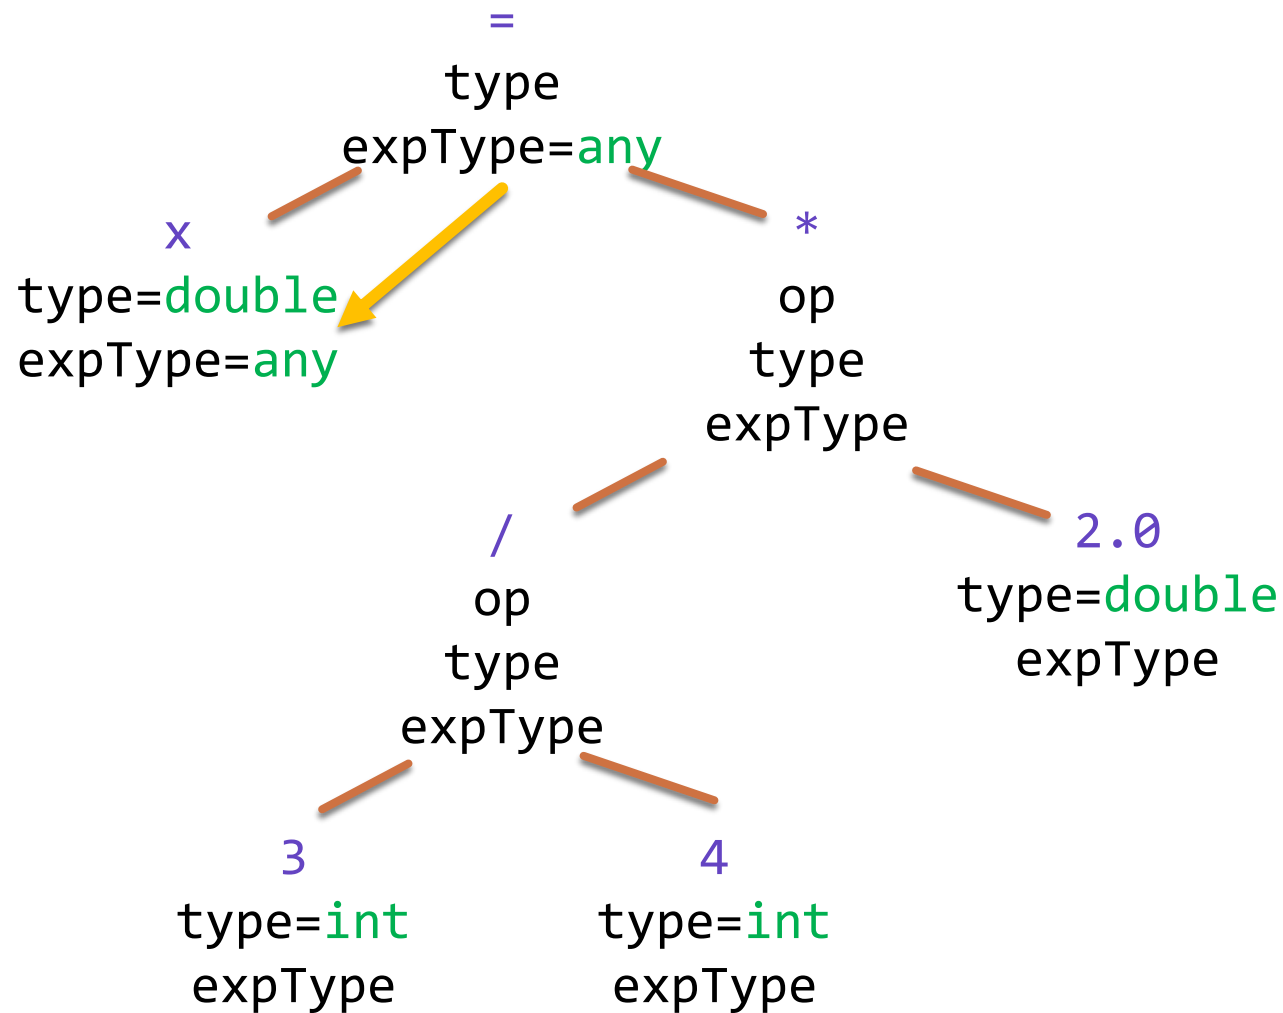 =
type
expType=any
x
type=double
expType=any
*
op
type
expType
/
op
type
expType
2.0
type=double
expType
3
type=int
expType
4
type=int
expType